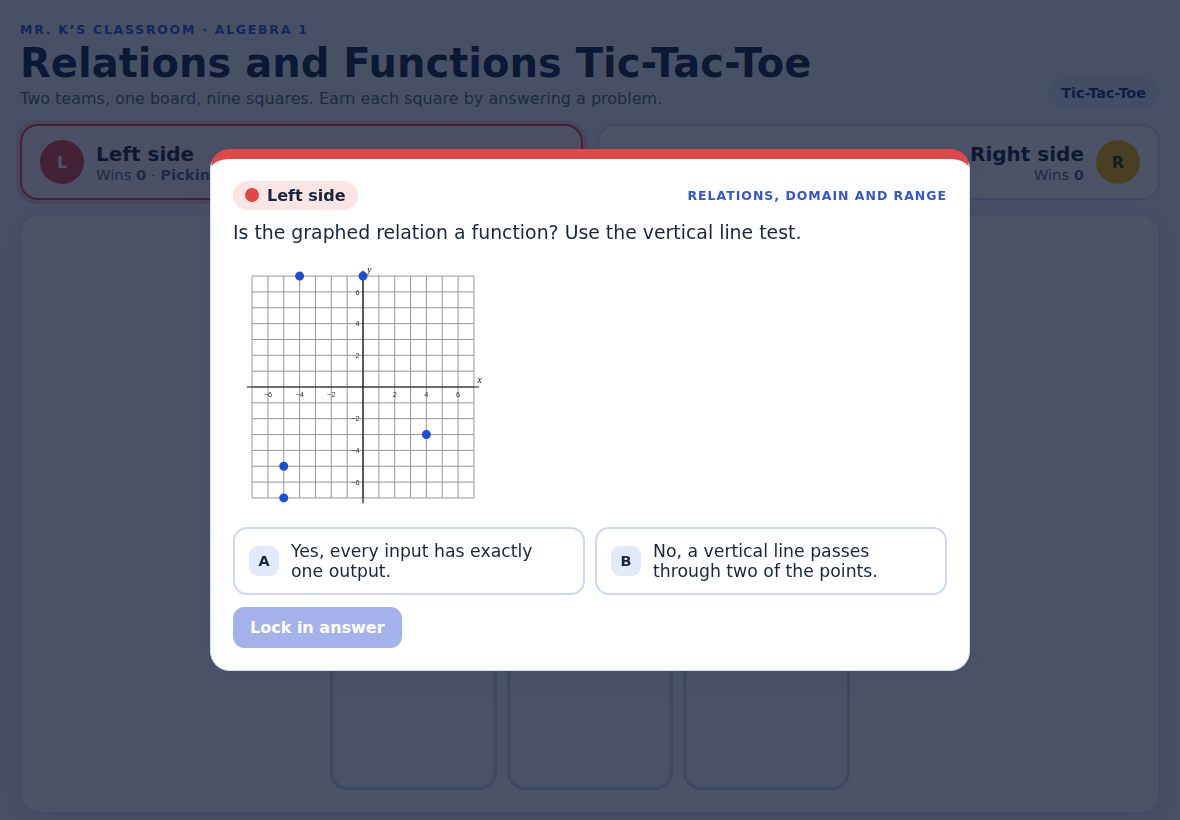 MR. K'S CLASSROOM · ALGEBRA 1
Relations and Functions Tic-Tac-Toe
Two teams, one board, nine squares. Earn each square by answering a problem.
Tic-Tac-Toe
L
Left side
Wins 0 · Pickin
Right side
Wins 0
R
Left side
RELATIONS, DOMAIN AND RANGE
Is the graphed relation a function? Use the vertical line test.
y
6
4
2
x
−6 −4 −2 2 4 6
−2
−4
−6
A
Yes, every input has exactly
one output.
B
No, a vertical line passes
through two of the points.
Lock in answer